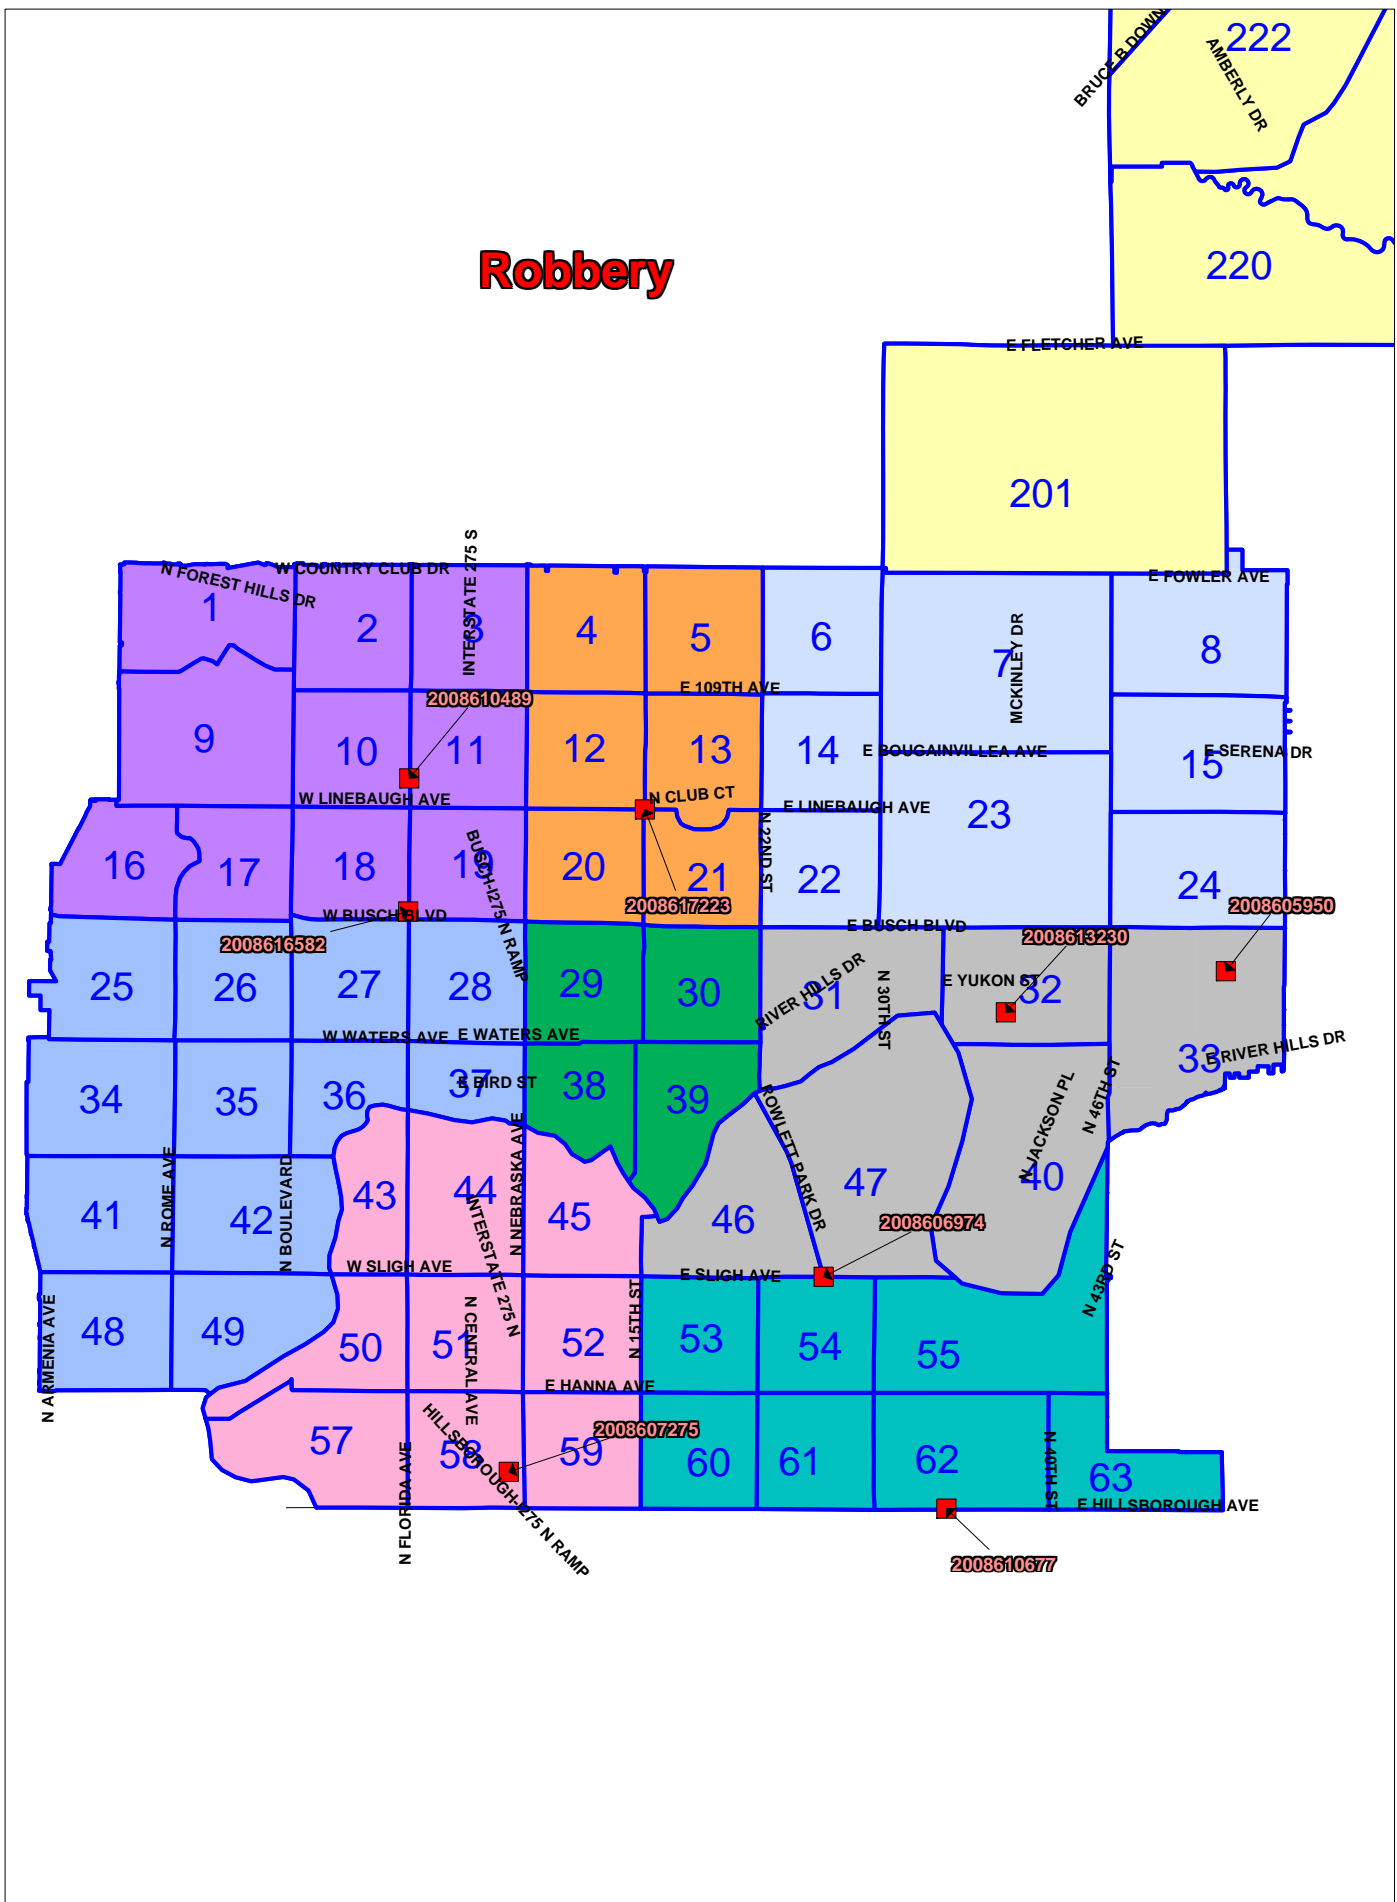 222
BRUCE B DOWN
AMBERLY DR
220
Robbery
E FLETCHER AVE
201
N FOREST HILLS DR
W COUNTRY CLUB DR
INTERSTATE 275 S
E FOWLER AVE
1
2
3
4
5
6
7
8
MCKINLEY DR
E 109TH AVE
2008610489
9
10
11
12
13
14
E BOUGAINVILLEA AVE
15
E SERENA DR
W LINEBAUGH AVE
N CLUB CT
E LINEBAUGH AVE
23
16
17
18
19
20
21
22
24
BUSCH-I275 N RAMP
N 22ND ST
2008617223
2008605950
W BUSCH BLVD
E BUSCH BLVD
2008616582
2008613230
25
26
27
28
29
30
31
RIVER HILLS DR
N 30TH ST
E YUKON ST
32
33
E RIVER HILLS DR
W WATERS AVE
E WATERS AVE
34
35
36
37
E BIRD ST
38
39
ROWLETT PARK DR
N JACKSON PL
N 46TH ST
40
41
N ROME AVE
42
N BOULEVARD
43
44
N NEBRASKA AVE
45
46
47
2008606974
W SLIGH AVE
INTERSTATE 275 N
E SLIGH AVE
N 43RD ST
N ARMENIA AVE
48
49
50
51
N CENTRAL AVE
52
N 15TH ST
53
54
55
E HANNA AVE
57
N FLORIDA AVE
58
HILLSBOROUGH-I275 N RAMP
59
2008607275
60
61
62
N 40TH ST
63
E HILLSBOROUGH AVE
2008610677